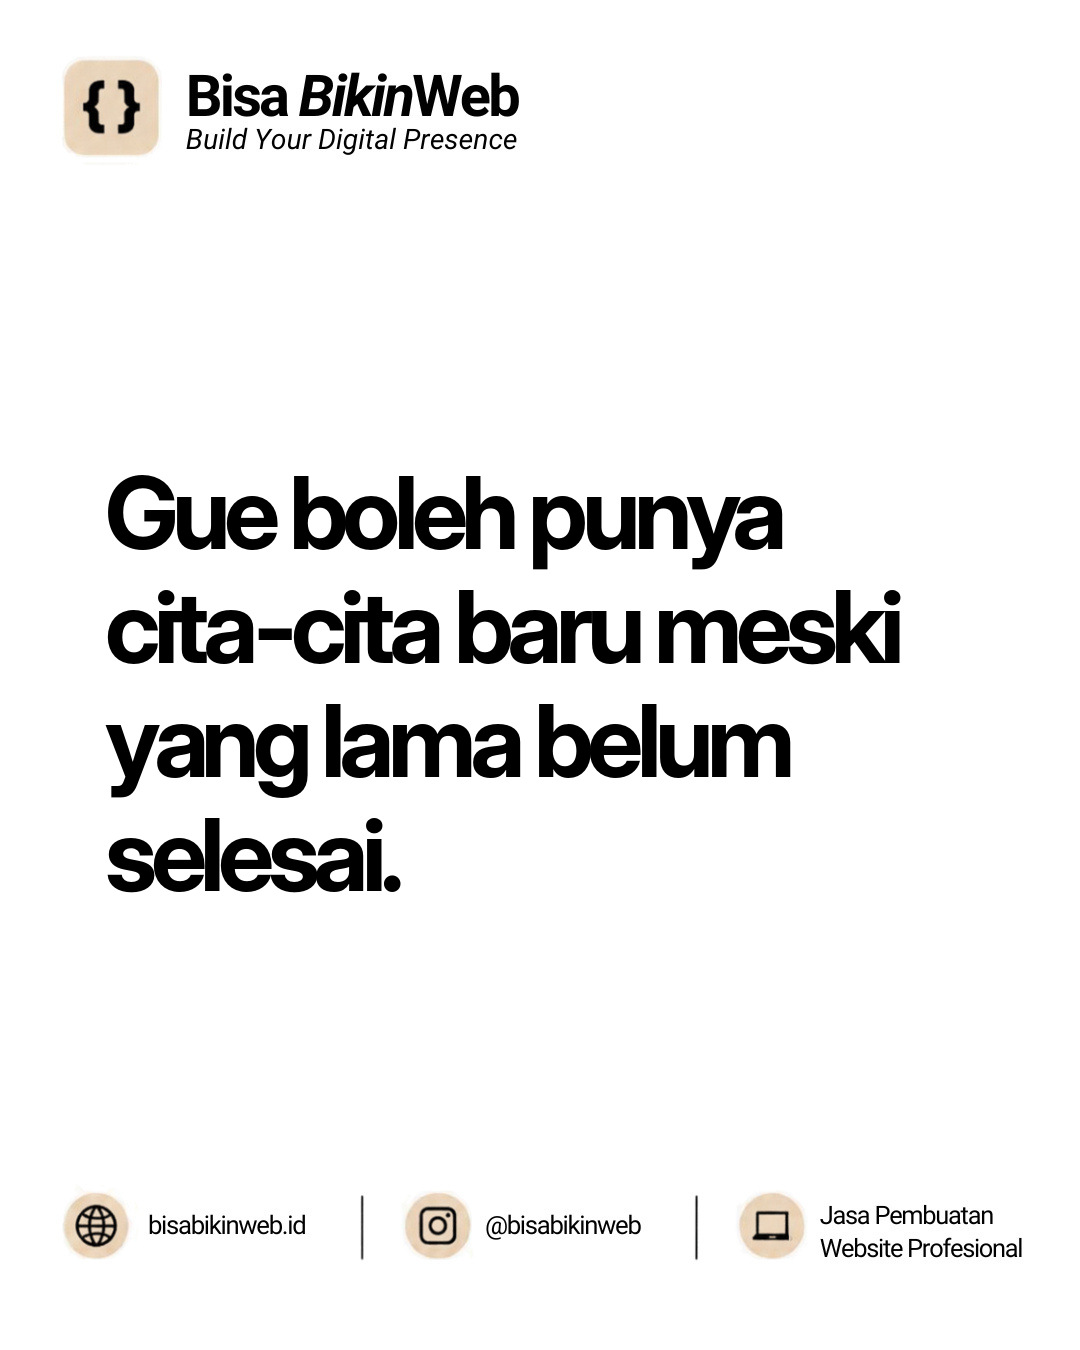 { }
Bisa BikinWeb
Build Your Digital Presence
Gue boleh punya
cita-cita baru meski
yang lama belum
selesai.
bisabikinweb.id
@bisabikinweb
Jasa Pembuatan
Website Profesional